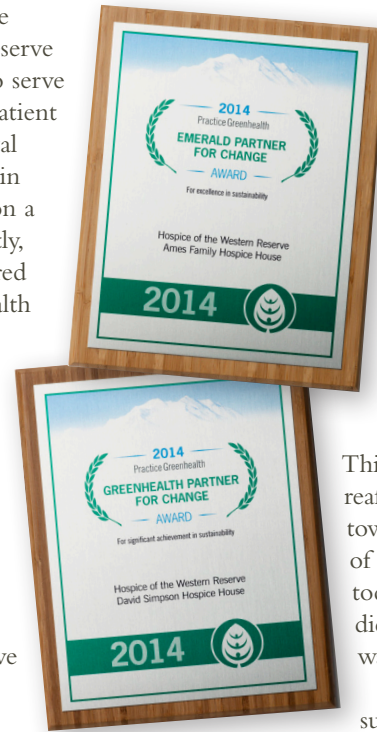 e
serve
o serve
atient
al
in
on a
tly,
red
alth
2014
Practice Greenhealth
EMERALD PARTNER
FOR CHANGE
AWARD
For excellence in sustainability
Hospice of the Western Reserve
Ames Family Hospice House
2014
2014
Practice Greenhealth
GREENHEALTH PARTNER
FOR CHANGE
AWARD
For significant achievement in sustainability
Hospice of the Western Reserve
David Simpson Hospice House
2014
ve
Thi
reaf
tow
of
too
did
w
su